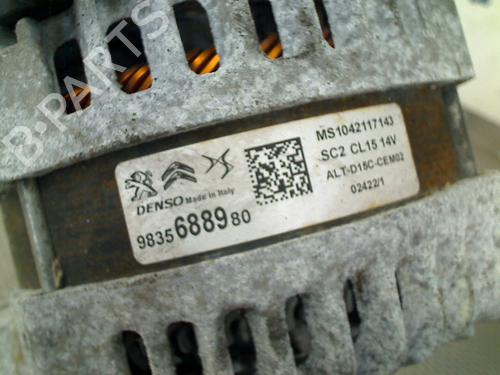 B-PARTS
MS1042117143
SC2 CL15 14V
ALT-D15C-CEM02
02422/1
DENSO Made in Italy
9835688980